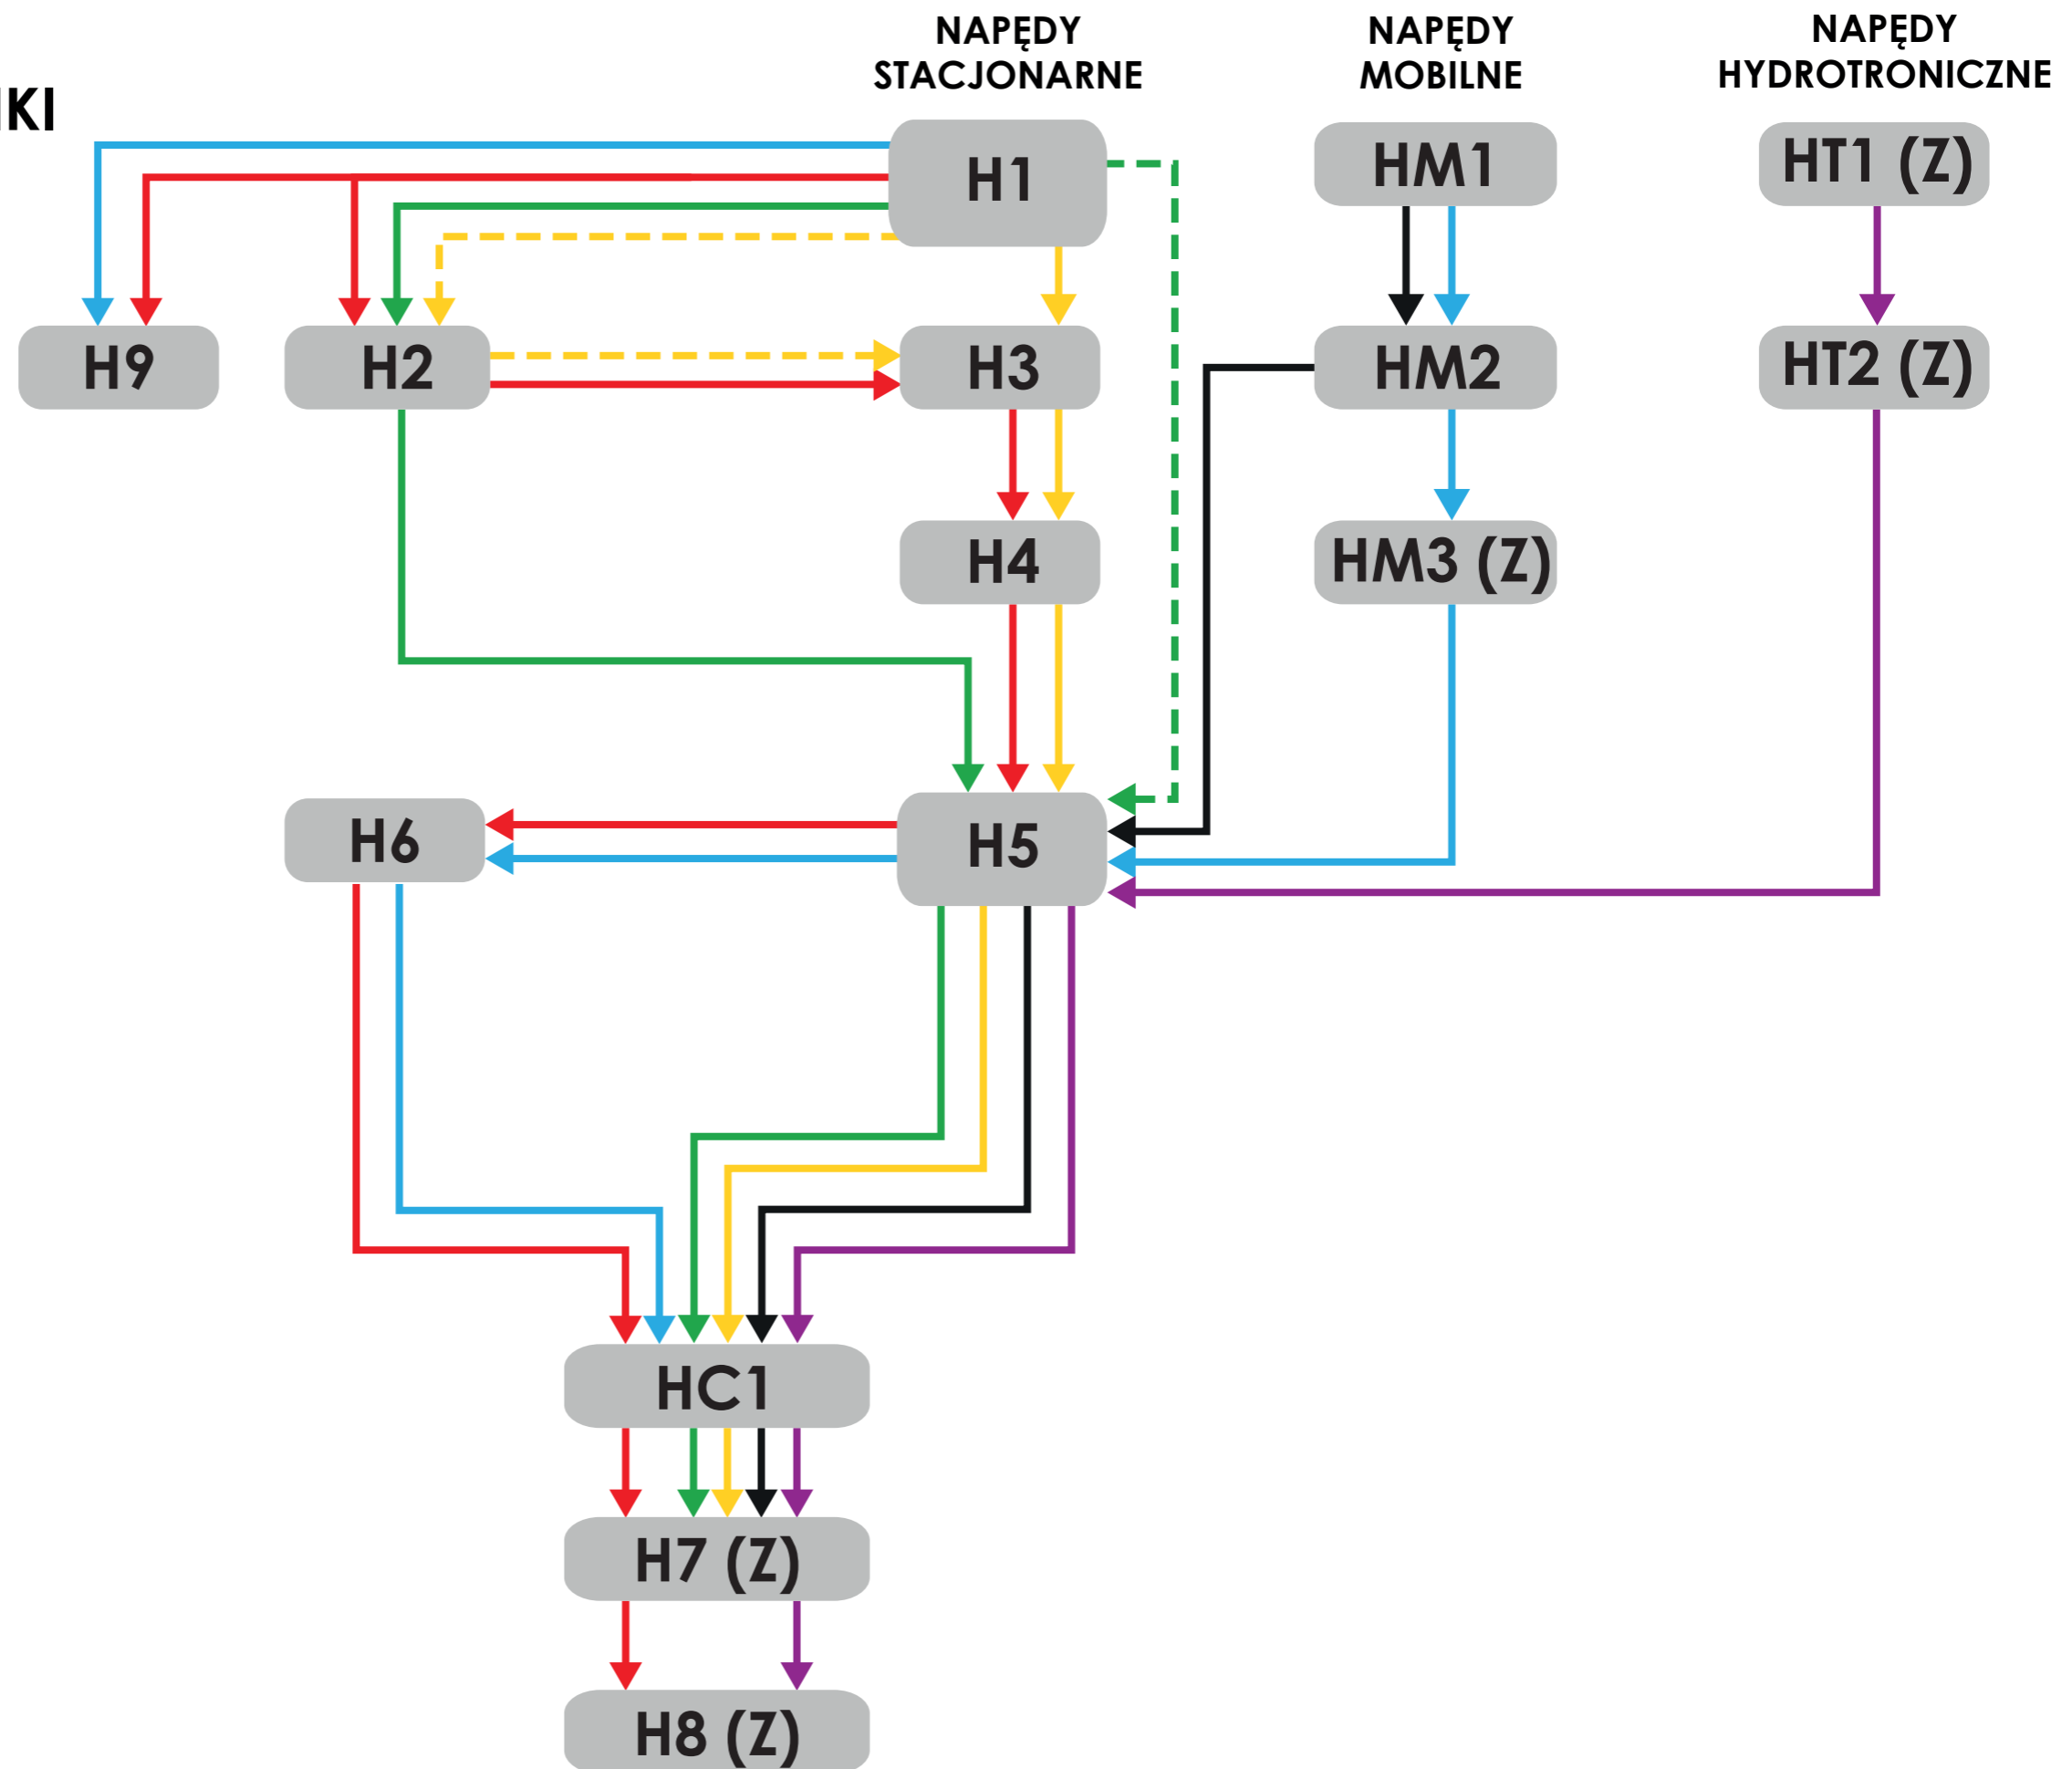 NAPĘDY
STACJONARNE
NAPĘDY
MOBILNE
NAPĘDY
HYDROTRONICZNE
IKI
H1
HM1
HT1 (Z)
H9
H2
H3
HM2
HT2 (Z)
H4
HM3 (Z)
H6
H5
HC1
H7 (Z)
H8 (Z)